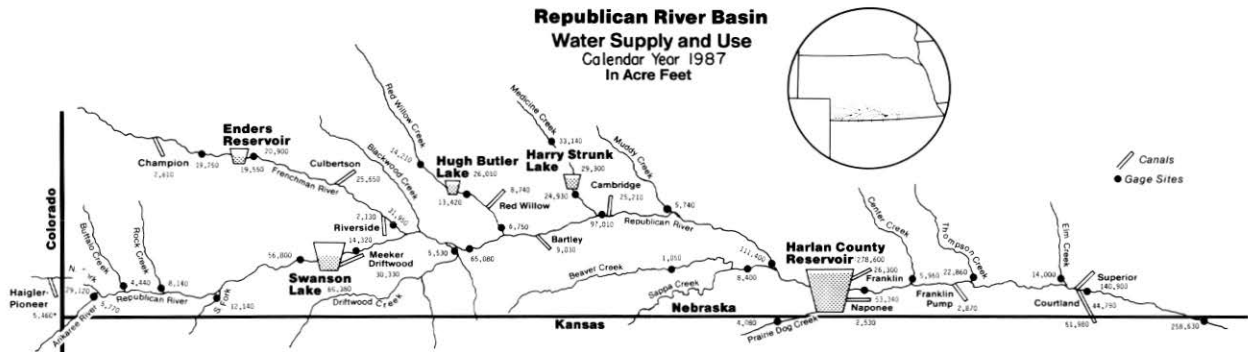 Republican River Basin
Water Supply and Use
Calendar Year 1987
In Acre Feet
Colorado
Kansas
Nebraska
Canals
Gage Sites
Champion
2,610
19,750
Enders
Reservoir
20,900
19,550
Frenchman River
Culbertson
25,650
Blackwood Creek
Red Willow Creek
14,210
Hugh Butler
Lake
26,010
13,420
8,740
Red Willow
6,750
Medicine Creek
33,140
Harry Strunk
Lake
29,300
24,930
Cambridge
25,210
97,010
Muddy Creek
5,740
Republican River
Bartley
5,030
2,130
Riverside
31,950
14,320
Meeker
Driftwood
30,330
56,800
Swanson
Lake
66,380
Driftwood Creek
5,530
65,080
Buffalo Creek
Rock Creek
4,440
8,140
Haigler-
Pioneer
5,460*
29,120
5,770
Republican River
Arikaree River
S Fork
12,140
Beaver Creek
1,050
Sappa Creek
8,400
111,400
Harlan County
Reservoir
278,600
26,300
Franklin
53,340
Naponee
2,530
4,080
Prairie Dog Creek
Center Creek
5,960
Thompson Creek
22,860
Franklin
Pump
2,870
Elm Creek
14,000
Superior
140,900
Courtland
44,790
51,980
258,630